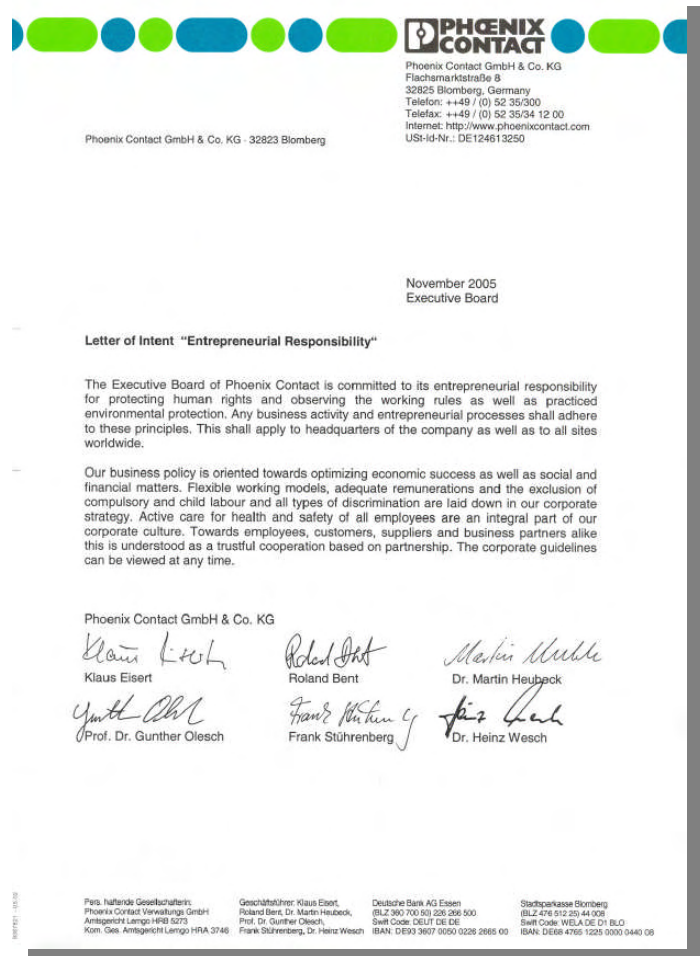 PHŒNIX
CONTACT
Phoenix Contact GmbH & Co. KG
Flachsmarktstraße 8
32825 Blomberg, Germany
Telefon: ++49 / (0) 52 35/300
Telefax: ++49 / (0) 52 35/34 12 00
Internet: http://www.phoenixcontact.com
USt-Id-Nr.: DE124613250
Phoenix Contact GmbH & Co. KG - 32823 Blomberg
November 2005
Executive Board
Letter of Intent "Entrepreneurial Responsibility"
The Executive Board of Phoenix Contact is committed to its entrepreneurial responsibility
for protecting human rights and observing the working rules as well as practiced
environmental protection. Any business activity and entrepreneurial processes shall adhere
to these principles. This shall apply to headquarters of the company as well as to all sites
worldwide.
Our business policy is oriented towards optimizing economic success as well as social and
financial matters. Flexible working models, adequate remunerations and the exclusion of
compulsory and child labour and all types of discrimination are laid down in our corporate
strategy. Active care for health and safety of all employees are an integral part of our
corporate culture. Towards employees, customers, suppliers and business partners alike
this is understood as a trustful cooperation based on partnership. The corporate guidelines
can be viewed at any time.
Phoenix Contact GmbH & Co. KG
Klaus Eisert Roland Bent Dr. Martin Heubeck
Prof. Dr. Gunther Olesch Frank Stührenberg Dr. Heinz Wesch
Pers. haftende Gesellschafterin:
Phoenix Contact Verwaltungs GmbH
Amtsgericht Lemgo HRB 5273
Kom. Ges. Amtsgericht Lemgo HRA 3746
Geschäftsführer: Klaus Eisert,
Roland Bent, Dr. Martin Heubeck,
Prof. Dr. Gunther Olesch,
Frank Stührenberg, Dr. Heinz Wesch
Deutsche Bank AG Essen
(BLZ 360 700 50) 226 266 500
Swift Code: DEUT DE DE
IBAN: DE93 3607 0050 0226 2665 00
Stadtsparkasse Blomberg
(BLZ 476 512 25) 44 008
Swift Code: WELA DE D1 BLO
IBAN: DE68 4765 1225 0000 0440 08